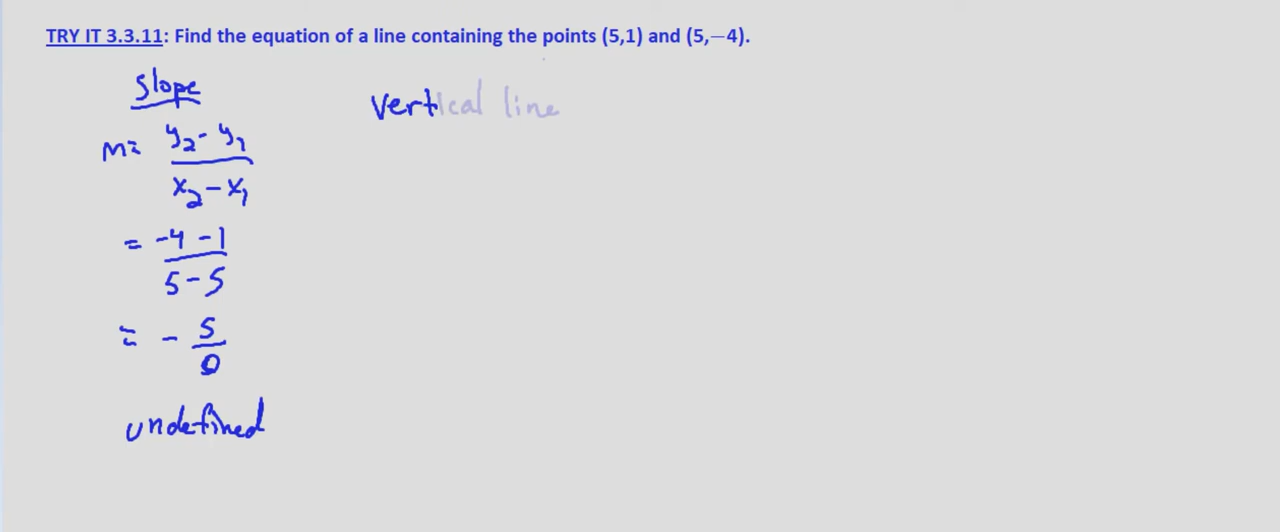 TRY IT 3.3.11: Find the equation of a line containing the points (5,1) and (5,−4).
Slope
vertical line
m = y₂ - y₁
x₂ - x₁
= -4 -1
5 - 5
= - 5
0
undefined